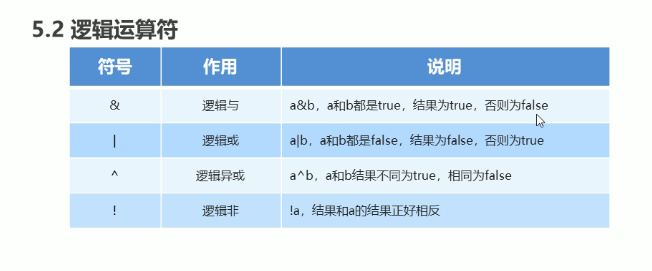 5.2 逻辑运算符
符号 作用 说明
& 逻辑与 a&b，a和b都是true，结果为true，否则为false
| 逻辑或 a|b，a和b都是false，结果为false，否则为true
^ 逻辑异或 a^b，a和b结果不同为true，相同为false
! 逻辑非 !a，结果和a的结果正好相反